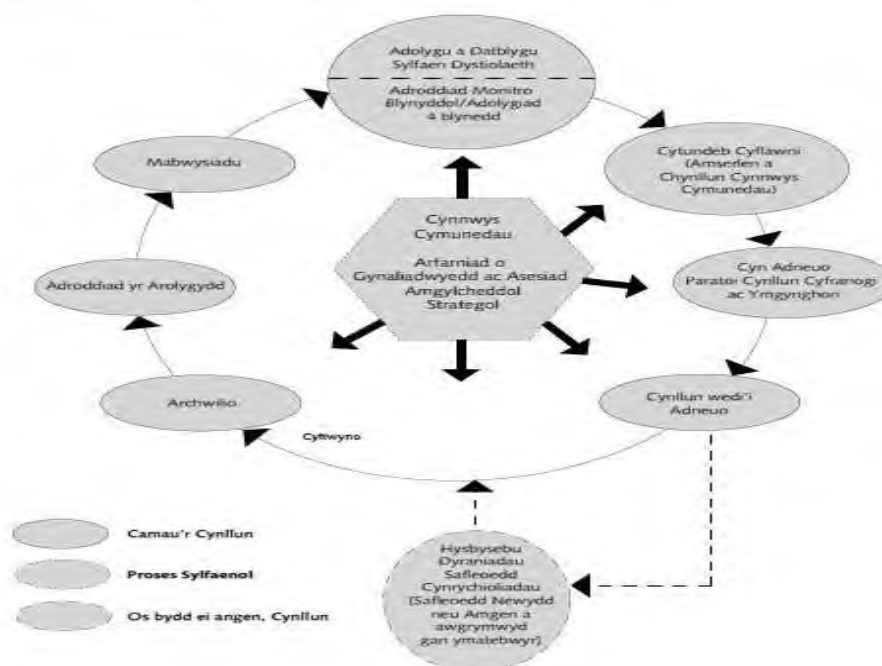 Adolygu a Datblygu
Sylfaen Dystiolaeth
Adroddiad Monitro
Blynyddol/Adolygiad
4 blynedd
Cytundeb Cyflawni
(Amserlen a
Chynllun Cynnwys
Cymunedau)
Cyn Adneuo
Paratoi Cynllun Cyfranogi
ac Ymgynghori
Cynllun wedi'i
Adneuo
Hysbysebu
Dyraniadau
Safleoedd
Cynrychioliadau
[Safleoedd Newydd
neu Amgen a
awgrymwyd
gan ymatebwyr]
Cyflwyno
Archwilio
Adroddiad yr Arolygydd
Mabwysiadu
Cynnwys
Cymunedau
Arfarniad o
Gynaliadwyedd ac Asesiad
Amgylcheddol
Strategol
Camau'r Cynllun
Proses Sylfaenol
Os bydd ei angen, Cynllun